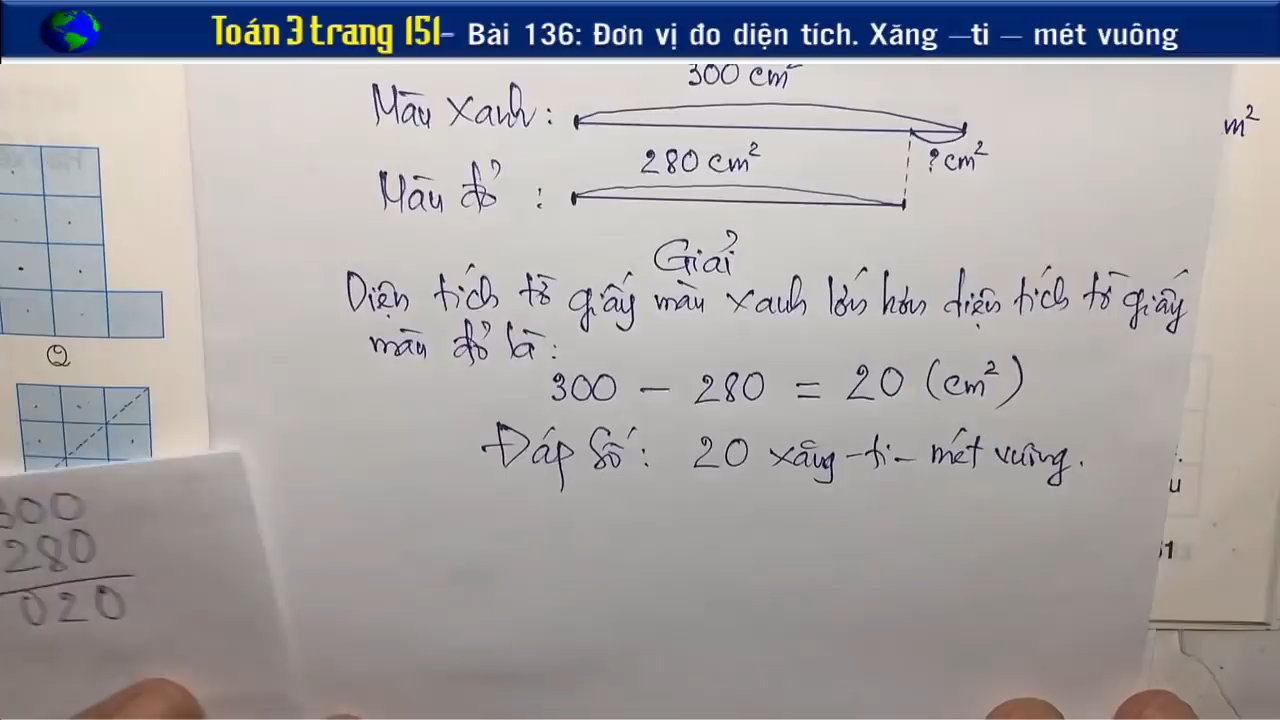 Toán 3 trang 151- Bài 136: Đơn vị đo diện tích. Xăng –ti – mét vuông
300 cm²
Màu xanh:
m²
280 cm²
? cm²
Màu đỏ :
Giải
Diện tích tờ giấy màu xanh lớn hơn diện tích tờ giấy
màu đỏ là:
300 – 280 = 20 (cm²)
Q
Đáp số: 20 xăng-ti- mét vuông.
300
280
020
u